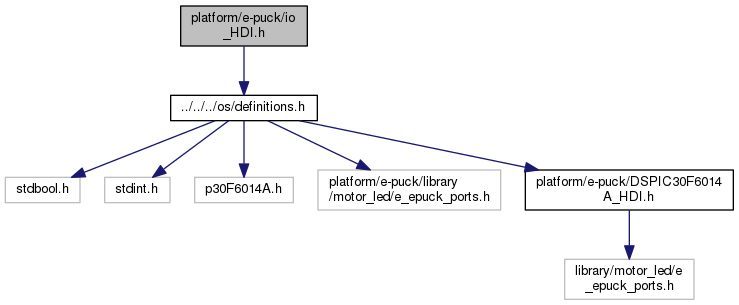 platform/e-puck/io
_HDI.h
../../../os/definitions.h
stdbool.h
stdint.h
p30F6014A.h
platform/e-puck/library
/motor_led/e_epuck_ports.h
platform/e-puck/DSPIC30F6014
A_HDI.h
library/motor_led/e
_epuck_ports.h